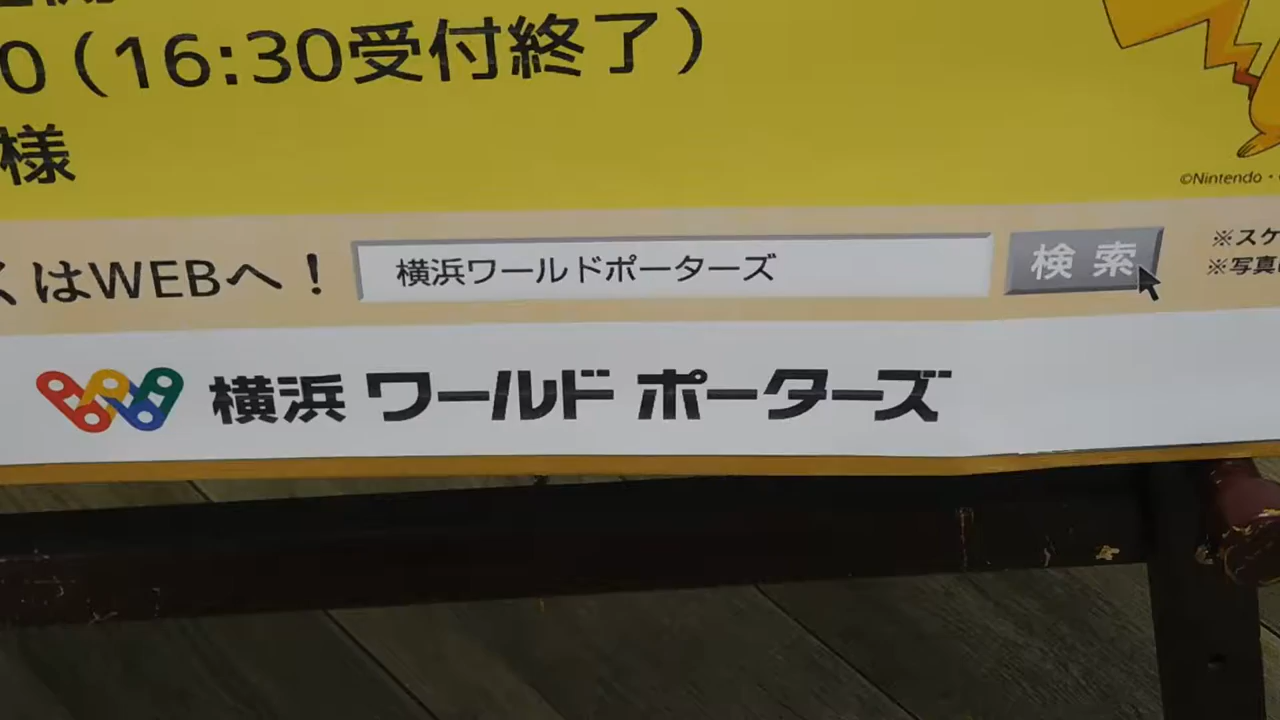 0（16:30受付終了）
様
©Nintendo・
くはWEBへ！ 横浜ワールドポーターズ 検索
※スケ
※写真
横浜 ワールド ポーターズ